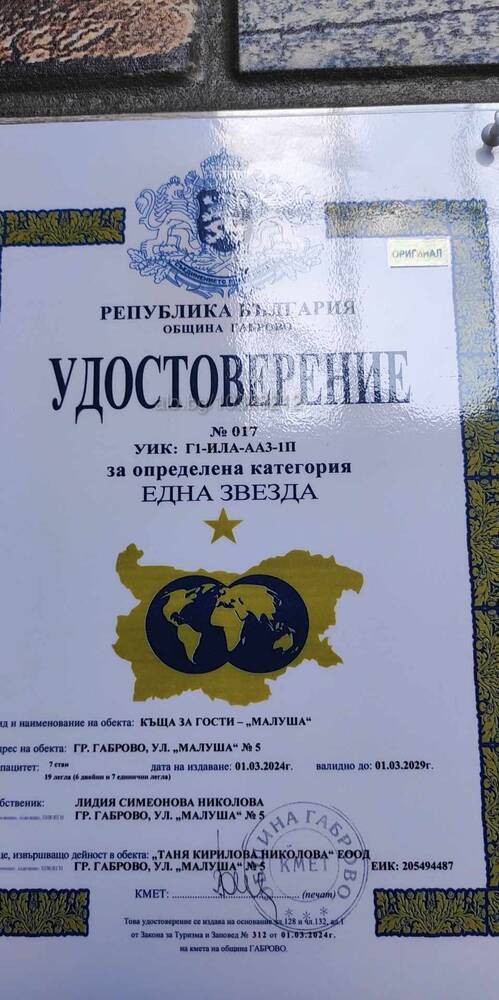 ОРИГИНАЛ
РЕПУБЛИКА БЪЛГАРИЯ
ОБЩИНА ГАБРОВО
УДОСТОВЕРЕНИЕ
№ 017
УИК: Г1-ИЛА-АА3-1П
за определена категория
ЕДНА ЗВЕЗДА
ид и наименование на обекта: КЪЩА ЗА ГОСТИ – „МАЛУША“
дрес на обекта: ГР. ГАБРОВО, УЛ. „МАЛУША“ № 5
пацитет: 7 стаи дата на издаване: 01.03.2024г. валидно до: 01.03.2029г.
19 легла (6 двойни и 7 единични легла)
бственик: ЛИДИЯ СИМЕОНОВА НИКОЛОВА
ГР. ГАБРОВО, УЛ. „МАЛУША“ № 5
це, извършващо дейност в обекта: „ТАНЯ КИРИЛОВА НИКОЛОВА“ ЕООД
ГР. ГАБРОВО, УЛ. „МАЛУША“ № 5 ЕИК: 205494487
ОБЩИНА ГАБРОВО
КМЕТ
КМЕТ: (печат)
Това удостоверение се издава на основание чл.128 и чл.132, ал.1
от Закона за Туризма и Заповед № 312 от 01.03.2024г.
на кмета на община ГАБРОВО.